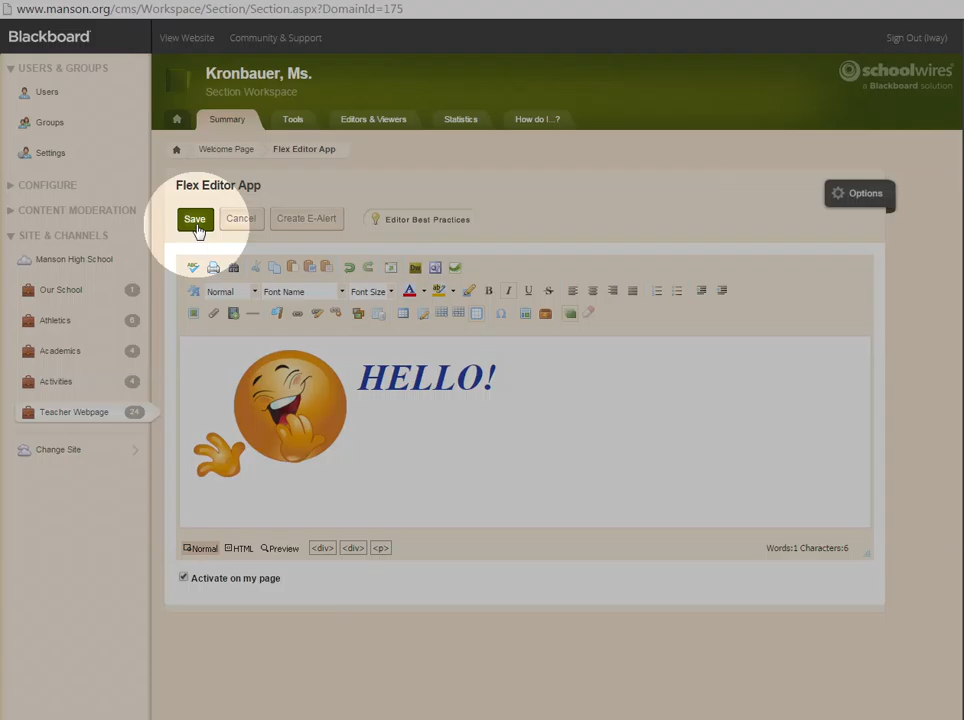 www.manson.org/cms/Workspace/Section/Section.aspx?DomainId=175
Blackboard
View Website
Community & Support
Sign Out (Iway)
USERS & GROUPS
Users
Groups
Settings
CONFIGURE
CONTENT MODERATION
SITE & CHANNELS
Manson High School
Our School 1
Athletics 6
Academics 4
Activities 4
Teacher Webpage 24
Change Site
Kronbauer, Ms.
Section Workspace
schoolwires
a Blackboard solution
Summary
Tools
Editors & Viewers
Statistics
How do I...?
Welcome Page
Flex Editor App
Flex Editor App
Options
Save
Cancel
Create E-Alert
Editor Best Practices
Normal
Font Name
Font Size
A
B
I
U
S
HELLO!
Normal
HTML
Preview
<div>
<div>
<p>
Words:1 Characters:6
Activate on my page